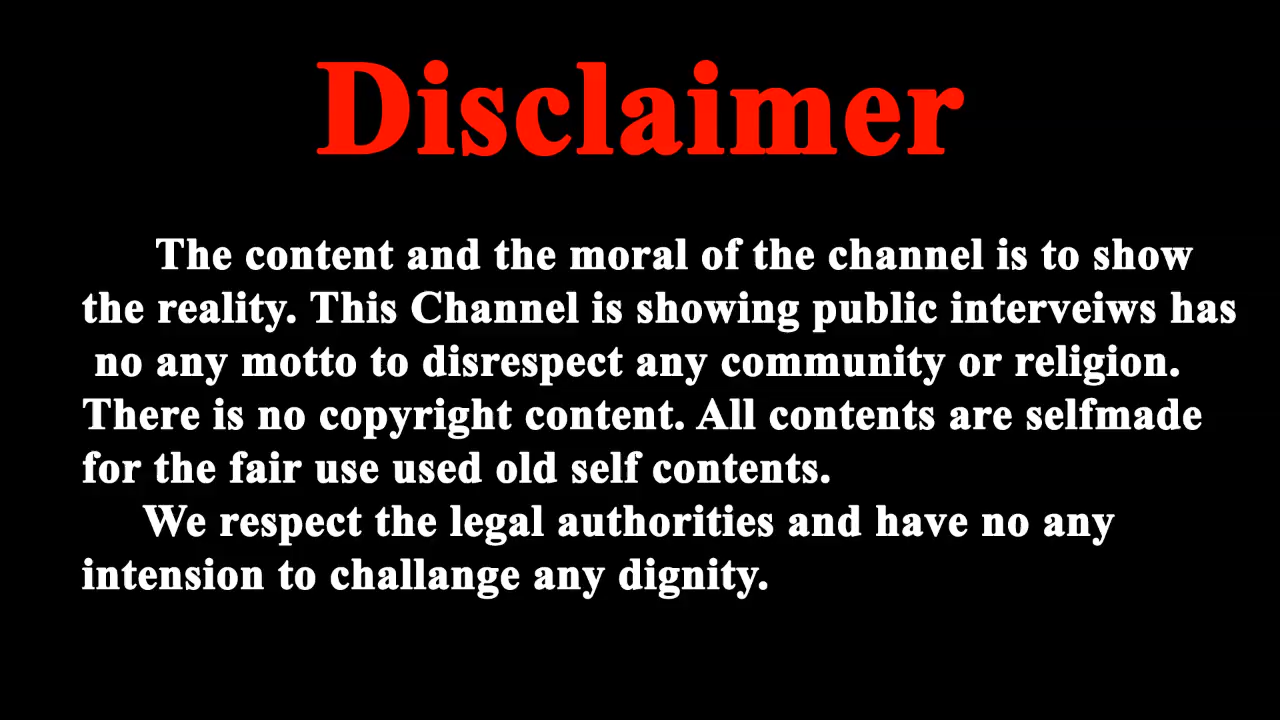 Disclaimer
The content and the moral of the channel is to show
the reality. This Channel is showing public interveiws has
no any motto to disrespect any community or religion.
There is no copyright content. All contents are selfmade
for the fair use used old self contents.
We respect the legal authorities and have no any
intension to challange any dignity.